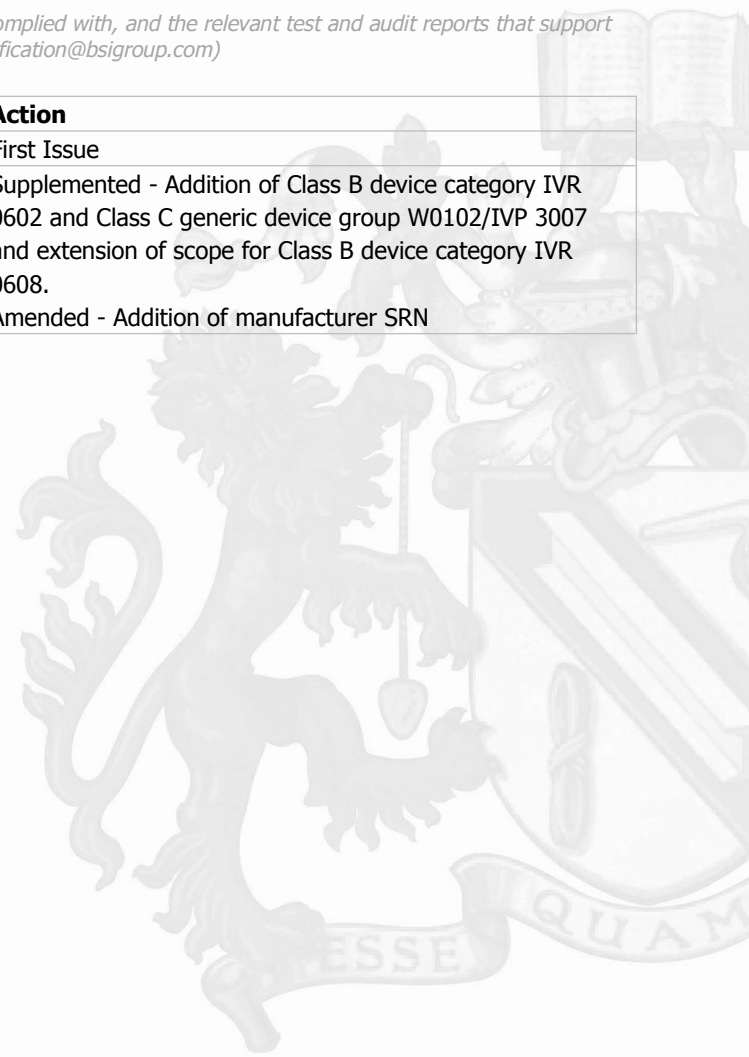 omplied with, and the relevant test and audit reports that support
fication@bsigroup.com)
Action
First Issue
Supplemented - Addition of Class B device category IVR
0602 and Class C generic device group W0102/IVP 3007
and extension of scope for Class B device category IVR
0608.
Amended - Addition of manufacturer SRN
ESSE QUAM